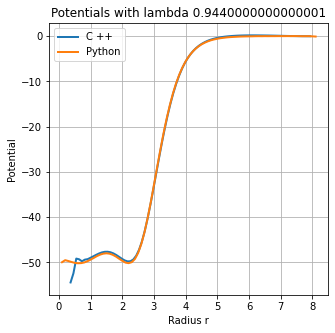 Potentials with lambda 0.9440000000000001
C ++
Python
0
−10
−20
−30
−40
−50
Potential
0 1 2 3 4 5 6 7 8
Radius r